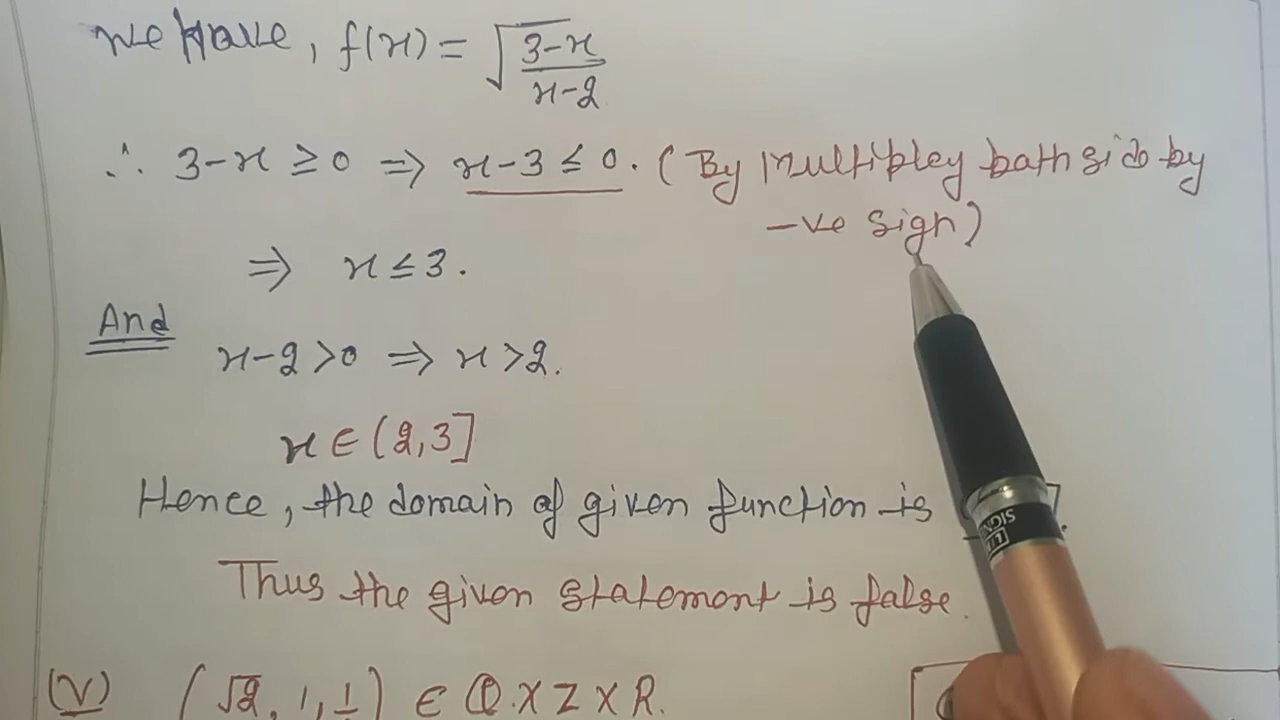 We have, f(x) = √(3-x / x-2)
∴ 3-x ≥ 0 ⇒ x-3 ≤ 0. (By multipley bath side by
-ve sign)
⇒ x ≤ 3.
And
x-2 > 0 ⇒ x > 2.
x ∈ (2,3]
Hence, the domain of given function is
Thus the given statement is false.
(V) (√2, 1, 1/ ) ∈ Q × Z × R.